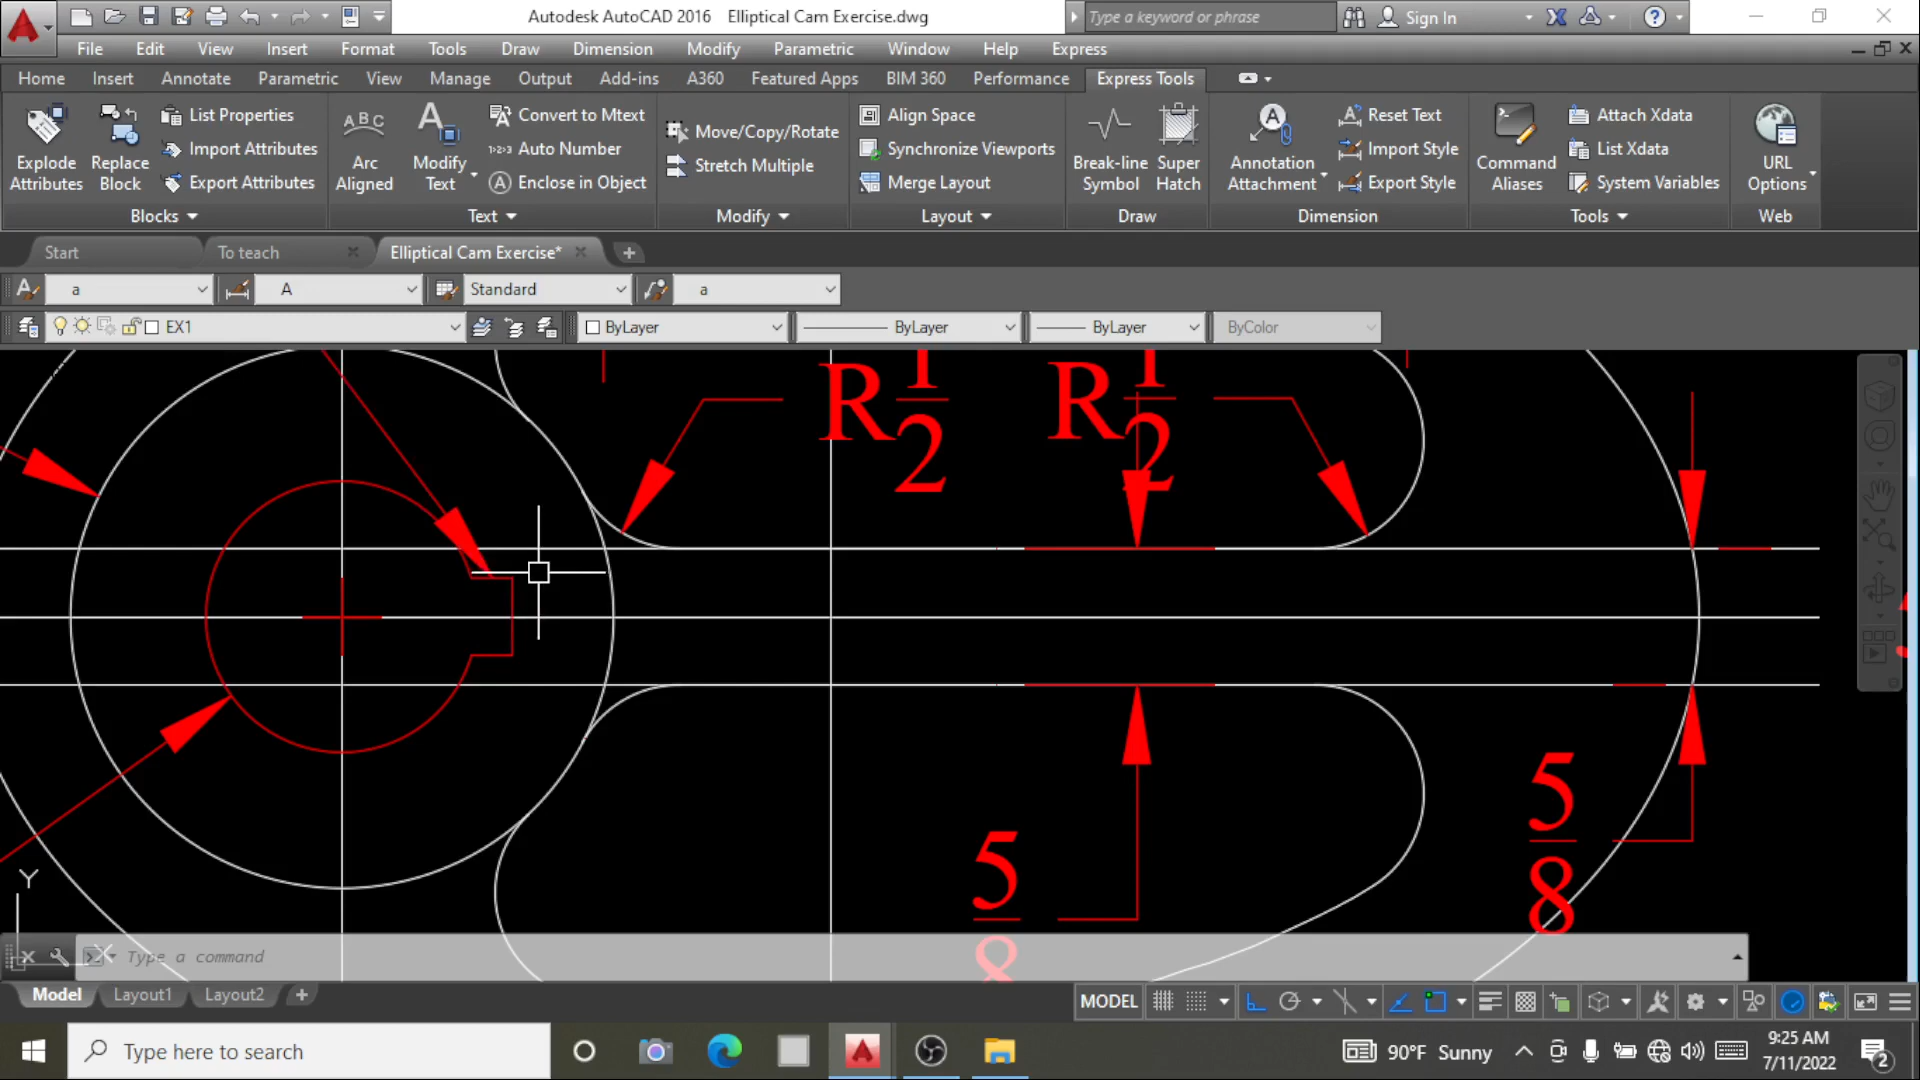 Autodesk AutoCAD 2016 Elliptical Cam Exercise.dwg
Type a keyword or phrase
Sign In
File Edit View Insert Format Tools Draw Dimension Modify Parametric Window Help Express
Home Insert Annotate Parametric View Manage Output Add-ins A360 Featured Apps BIM 360 Performance Express Tools
Explode Attributes
Replace Block
List Properties
Import Attributes
Export Attributes
Blocks
ABC
Arc Aligned
Modify Text
Convert to Mtext
Auto Number
Enclose in Object
Text
Move/Copy/Rotate
Stretch Multiple
Modify
Align Space
Synchronize Viewports
Merge Layout
Layout
Break-line Symbol
Super Hatch
Draw
Annotation Attachment
Reset Text
Import Style
Export Style
Dimension
Command Aliases
Attach Xdata
List Xdata
System Variables
Tools
URL Options
Web
Start To teach Elliptical Cam Exercise*
a A Standard a
EX1 ByLayer ByLayer ByLayer ByColor
R1/2 R1/2
5/8
5/8
Y
X
Type a command
Model Layout1 Layout2
MODEL
Type here to search
90°F Sunny
9:25 AM
7/11/2022
2